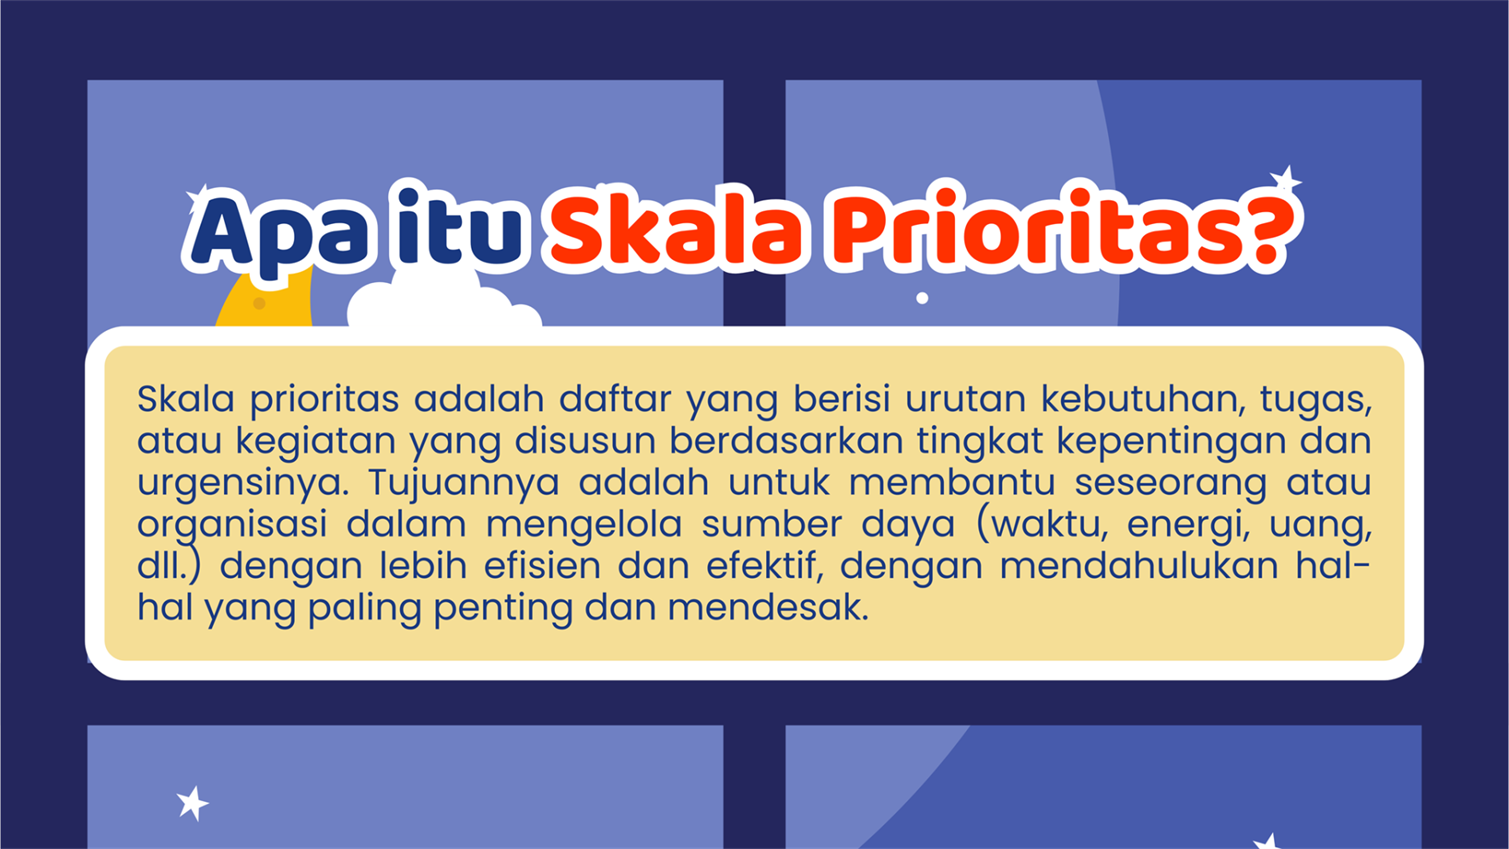 Apa itu Skala Prioritas?
Skala prioritas adalah daftar yang berisi urutan kebutuhan, tugas,
atau kegiatan yang disusun berdasarkan tingkat kepentingan dan
urgensinya. Tujuannya adalah untuk membantu seseorang atau
organisasi dalam mengelola sumber daya (waktu, energi, uang,
dll.) dengan lebih efisien dan efektif, dengan mendahulukan hal-
hal yang paling penting dan mendesak.